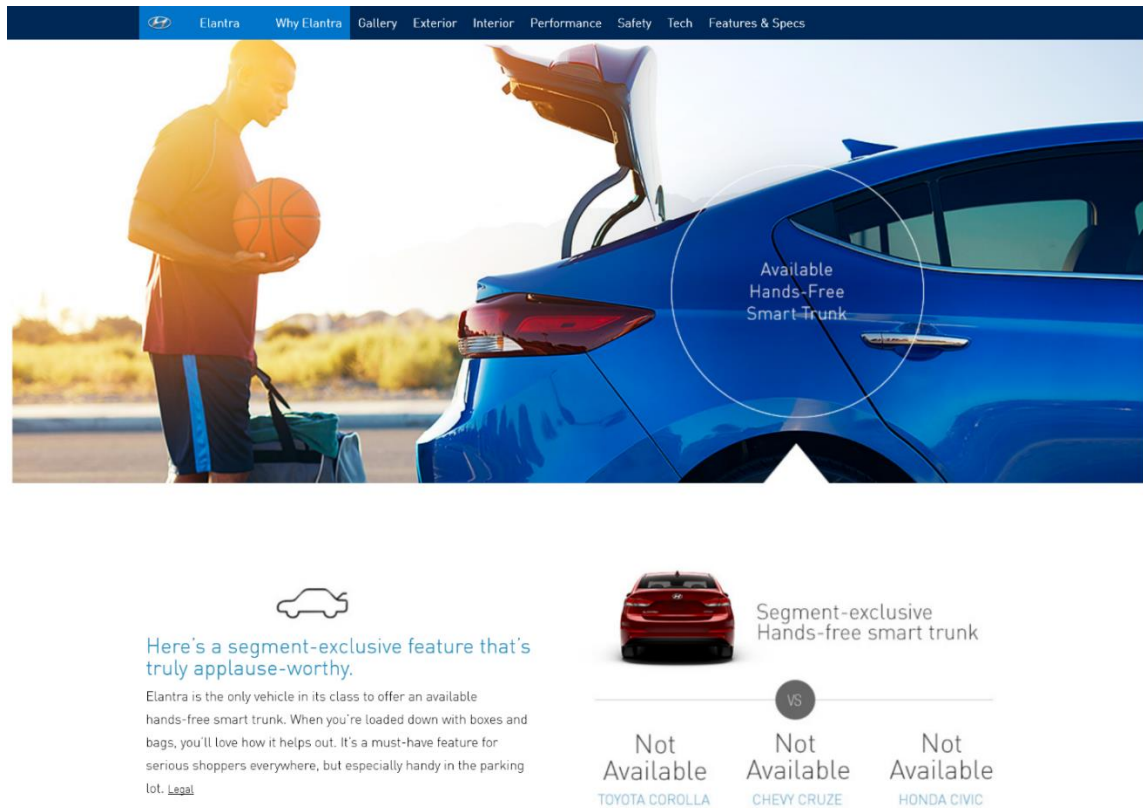 Elantra Why Elantra Gallery Exterior Interior Performance Safety Tech Features & Specs
Available
Hands-Free
Smart Trunk
Here's a segment-exclusive feature that's
truly applause-worthy.
Elantra is the only vehicle in its class to offer an available
hands-free smart trunk. When you're loaded down with boxes and
bags, you'll love how it helps out. It's a must-have feature for
serious shoppers everywhere, but especially handy in the parking
lot. Legal
Segment-exclusive
Hands-free smart trunk
VS
Not
Available
TOYOTA COROLLA
Not
Available
CHEVY CRUZE
Not
Available
HONDA CIVIC